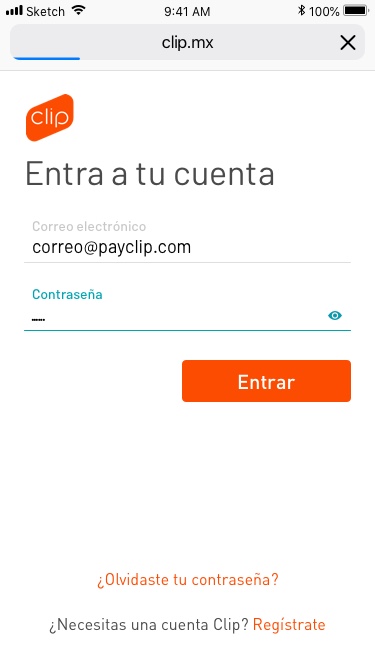 Sketch 9:41 AM 100%
clip.mx
clip
Entra a tu cuenta
Correo electrónico
correo@payclip.com
Contraseña
Entrar
¿Olvidaste tu contraseña?
¿Necesitas una cuenta Clip? Regístrate